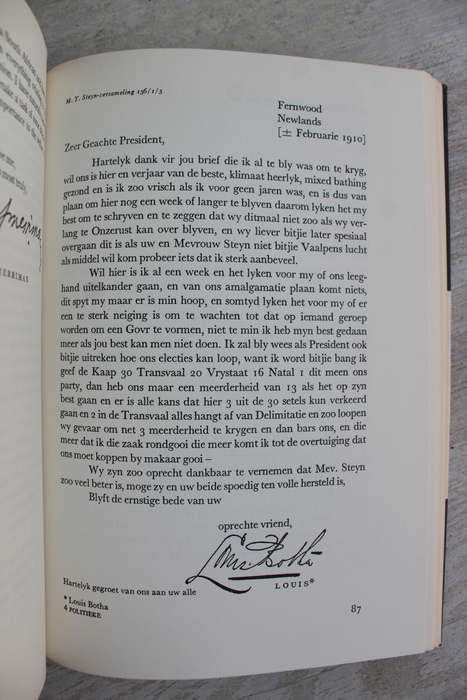 M. T. Steyn-versameling 156/1/5
Fernwood
Newlands
[± Februarie 1910]
Zeer Geachte President,
Hartelyk dank vir jou brief die ik al te bly was om te kryg,
wil ons is hier en verjaar van de beste, klimaat heerlyk, mixed bathing
gezond en is zoo vrisch als ik voor geen jaren was, en is dus van
plaan om hier nog een week of langer te blyven daarom lyken het my
best om te schryven en te zeggen dat wy ditmaal niet zoo als wy ver-
lang te Onzerust kan over blyven, en wy liever bitjie later spesiaal
overgaan dit is als uw en Mevrouw Steyn niet bitjie Vaalpens lucht
als middel wil kom probeer iets dat ik sterk aanbeveel.
Wil hier is ik al een week en het lyken voor my of ons leeg-
hand uitelkander gaan, en van amalgamatie plaan komt niets,
dit spyt my maar er is min hoop, en somtyd lyken het voor my of er
een te sterk neiging is om te wachten tot dat op iemand geroep
worden om een Govr te vormen, niet te min ik heb myn best gedaan
meer als jou best kan men niet doen. Ik zal bly wees als President ook
bitjie uitreken hoe ons electies kan loop, want ik word bitjie bang ik
geef de Kaap 30 Transvaal 20 Vrystaat 16 Natal 1 dit meen ons
party, dan heb ons maar een meerderheid van 13 als het op zyn
best gaan en er is alle kans dat hier 3 uit de 30 setels kun verkeerd
gaan en 2 in de Transvaal alles hangt af van Delimitatie en zoo loopen
wy gevaar om net 3 meerderheid te krygen en dan bars ons, en die
meer dat ik die zaak rondgooi die meer komt ik tot de overtuiging dat
ons moet koppen by makaar gooi –
Wy zyn zoo oprecht dankbaar te vernemen dat Mev. Steyn
zoo veel beter is, moge zy en uw beide spoedig ten volle hersteld is,
Blyft de ernstige bede van uw
oprechte vriend,
Louis Botha
LOUIS*
Hartelyk gegroet van ons aan uw alle
* Louis Botha
4 POLITIEKE
87